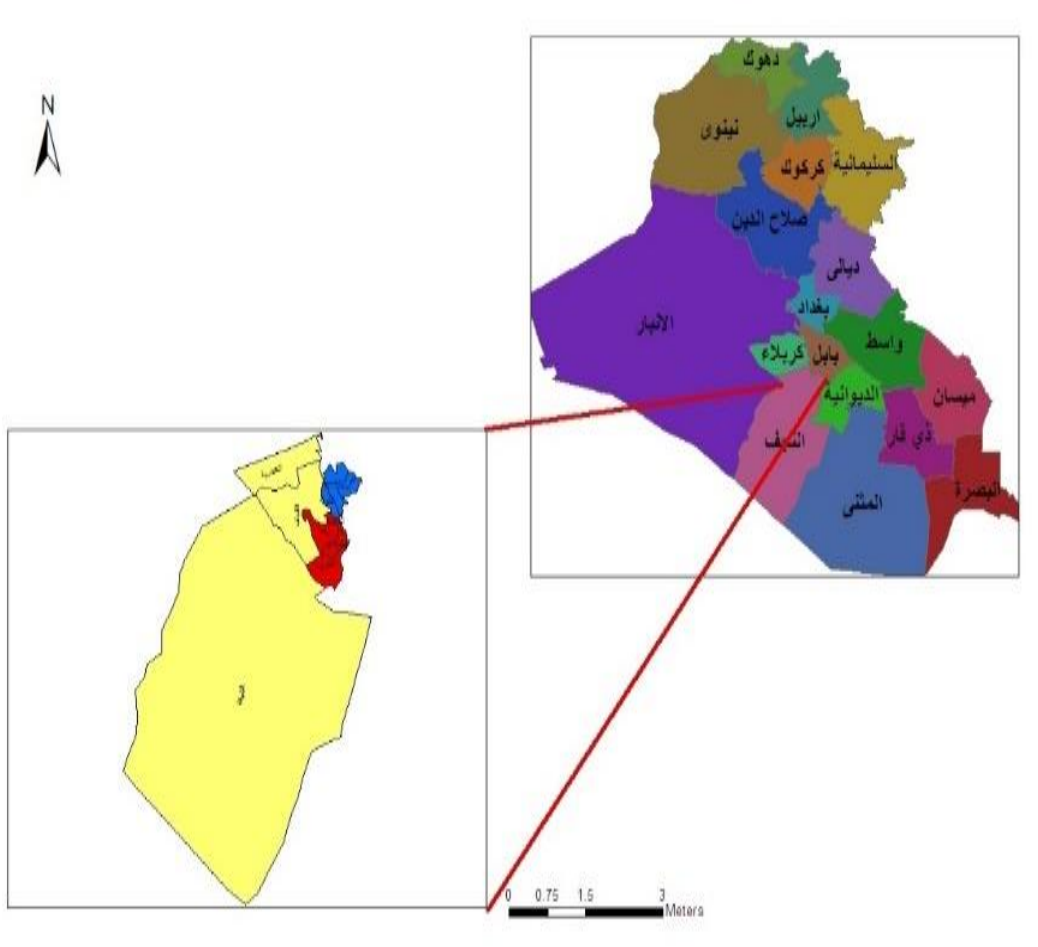 N
دهوك
اربيل
نينوى
السليمانية
كركوك
صلاح الدين
ديالى
بغداد
الانبار
واسط
كربلاء
بابل
ميسان
الديوانية
ذي قار
النجف
البصرة
المثنى
0 0.75 1.5 3
Meters